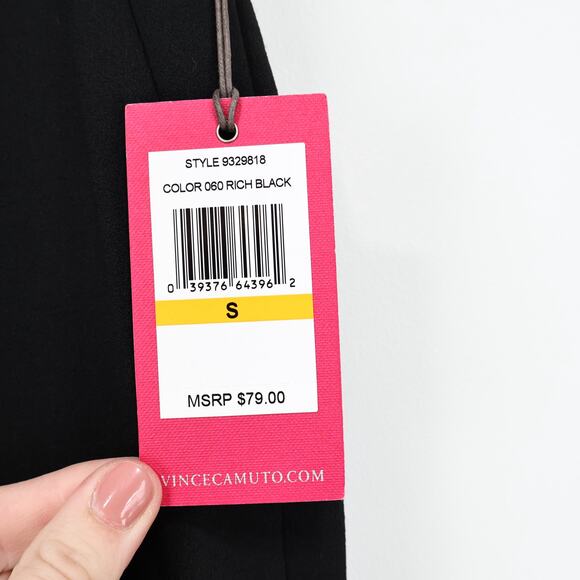 STYLE 9329818
COLOR 060 RICH BLACK
0 39376 64396 2
S
MSRP $79.00
VINCECAMUTO.COM